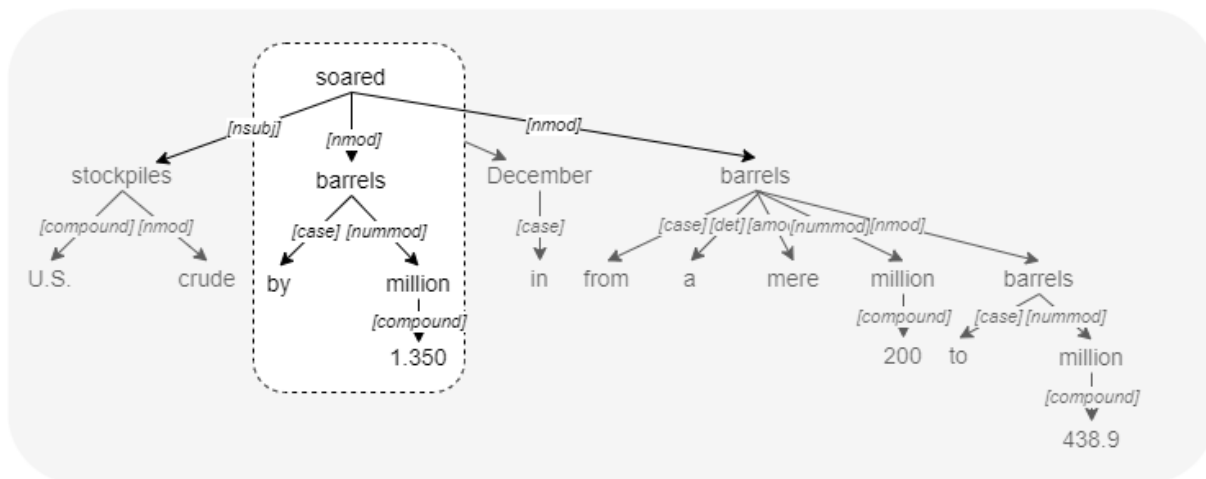 soared
[nsubj] [nmod] [nmod]
stockpiles barrels December barrels
[compound] [nmod] [case] [nummod] [case] [case] [det] [amo [nummod] [nmod]
U.S. crude by million in from a mere million barrels
[compound] [compound] [case] [nummod]
1.350 200 to million
[compound]
438.9